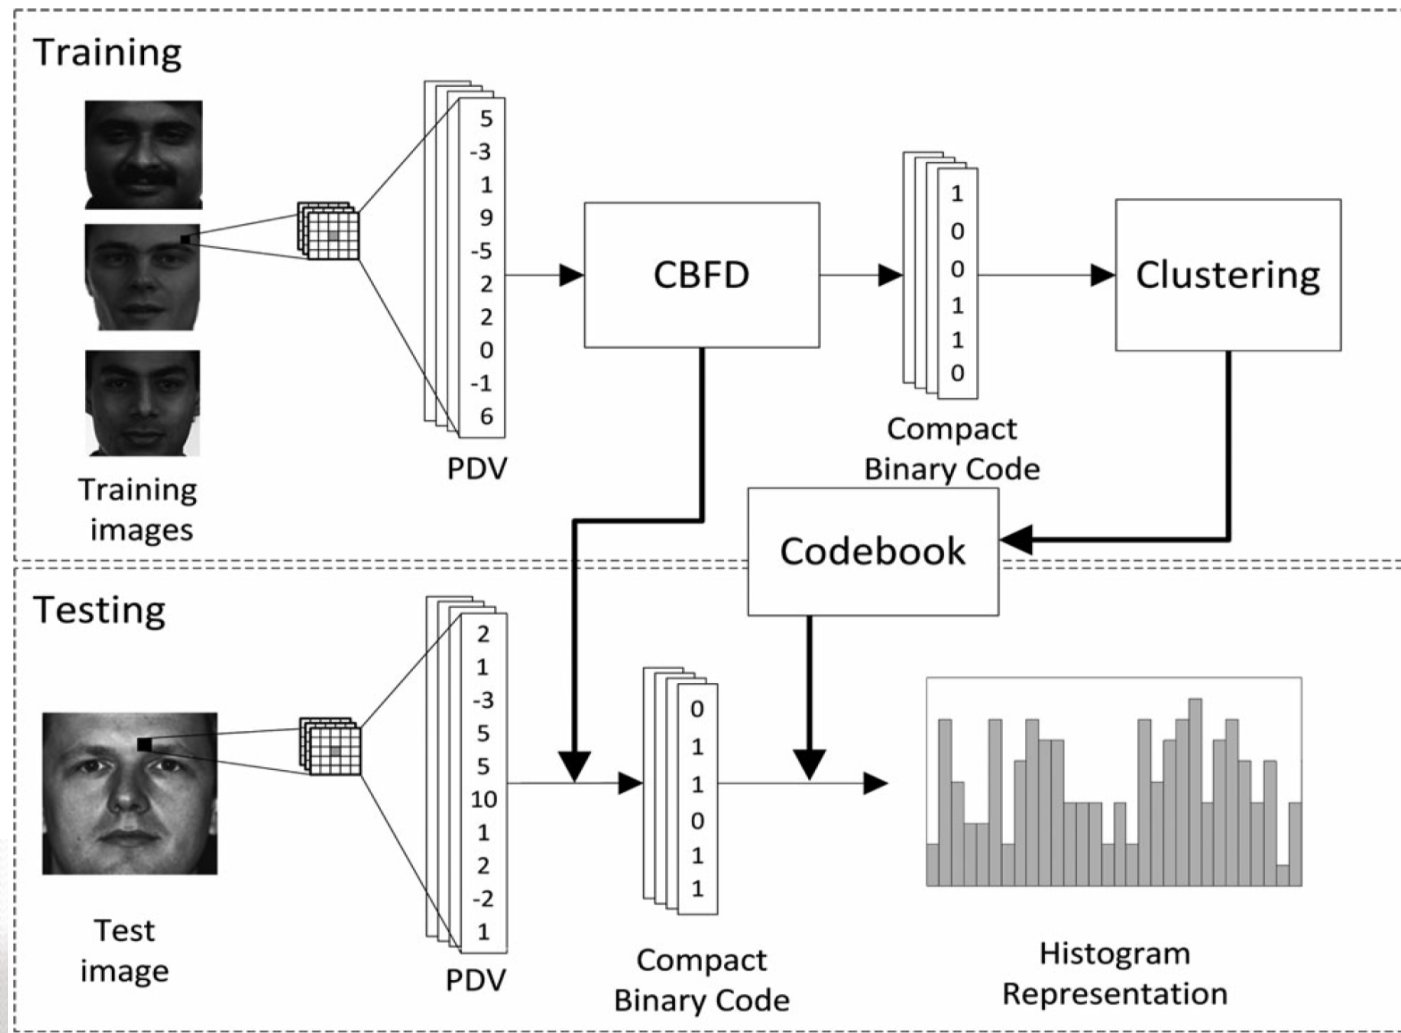 Training
5
-3
1
9
-5
2
2
0
-1
6
PDV
Training
images
CBFD
1
0
0
1
1
0
Compact
Binary Code
Clustering
Codebook
Testing
Test
image
2
1
-3
5
5
10
1
2
-2
1
PDV
0
1
1
0
1
1
Compact
Binary Code
Histogram
Representation